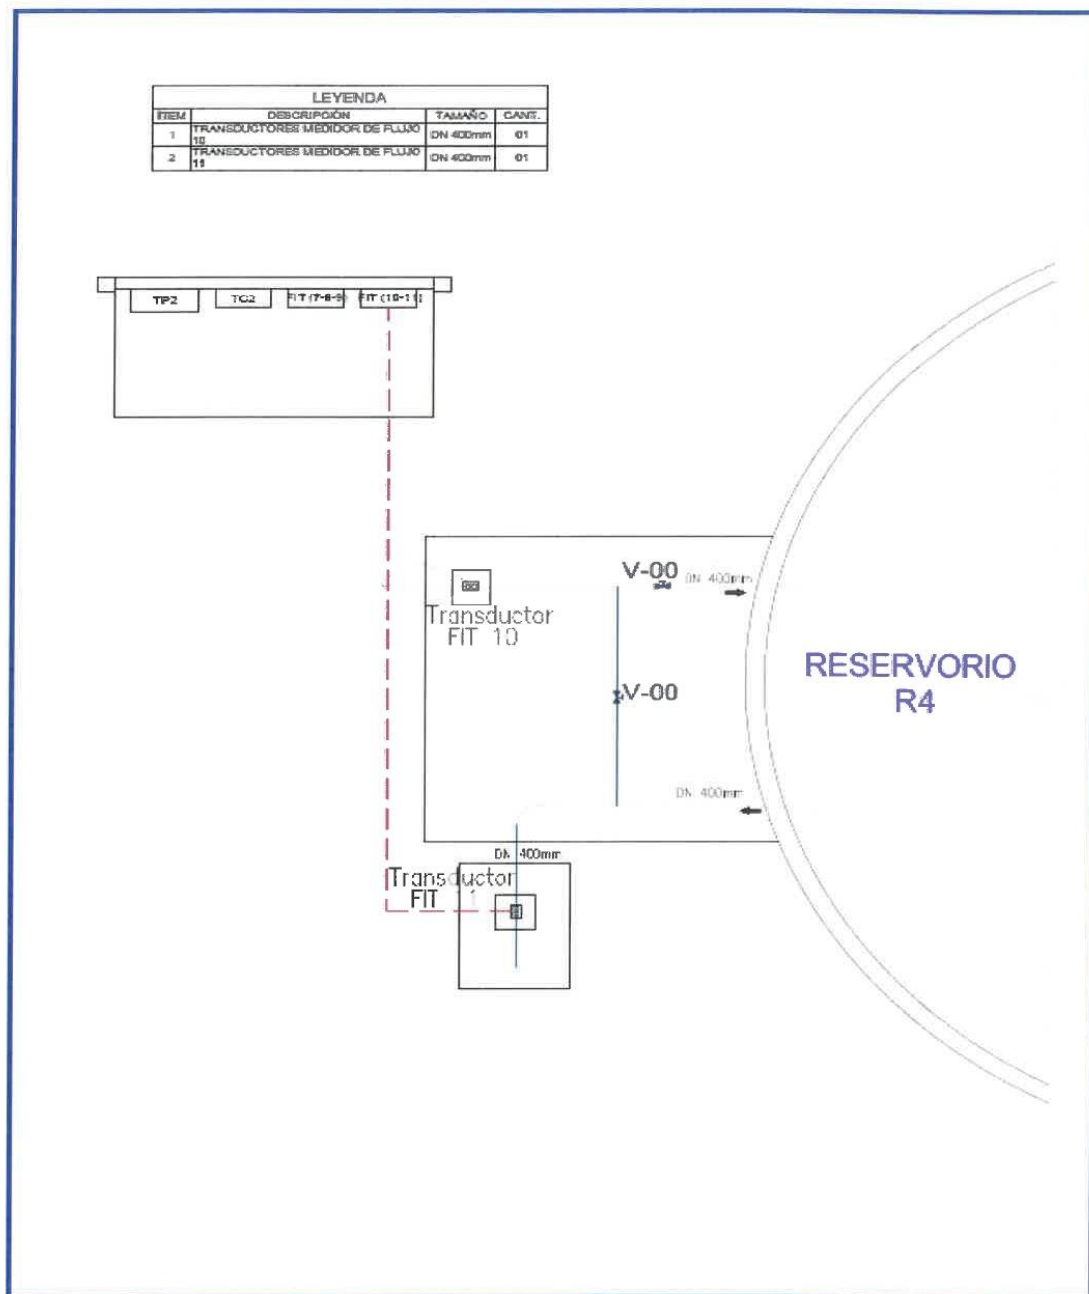 LEYENDA
ITEM DESCRIPCIÓN TAMAÑO CANT.
1 TRANSDUCTORES MEDIDOR DE FLUJO 10 DN 400mm 01
2 TRANSDUCTORES MEDIDOR DE FLUJO 11 DN 400mm 01
TP2 TC2 FIT (7-8-9) FIT (10-11)
V-00 DN 400mm
Transductor
FIT 10
RESERVORIO
R4
V-00
DN 400mm
DN 400mm
Transductor
FIT 11